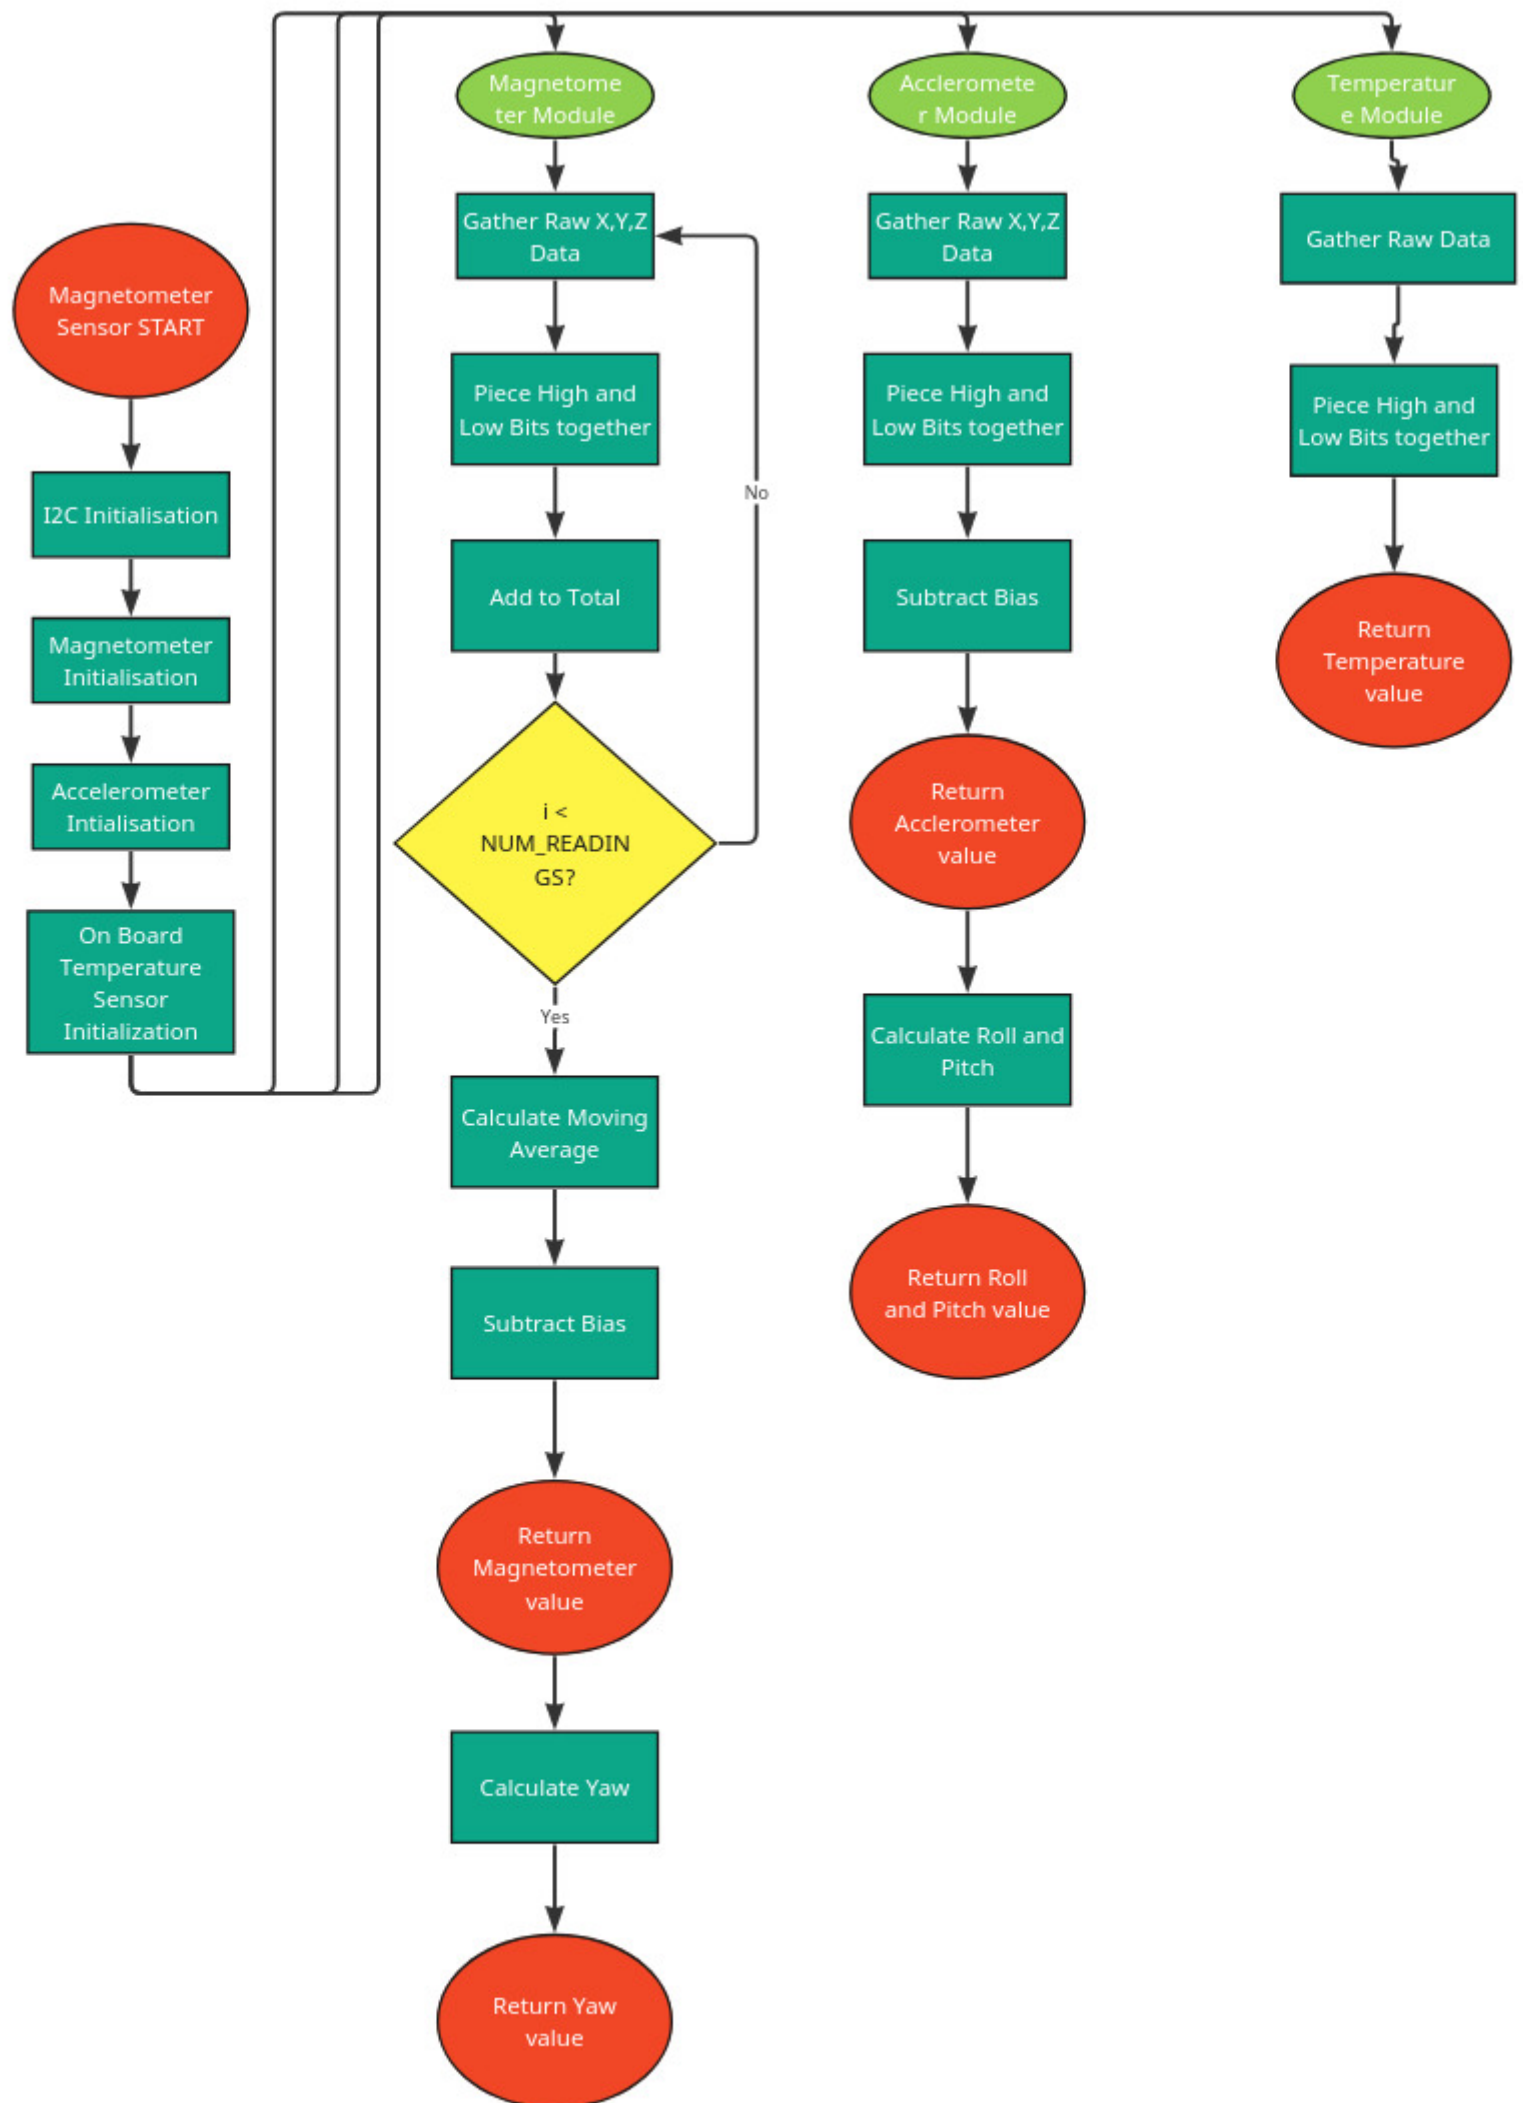 Magnetometer
Sensor START
I2C Initialisation
Magnetometer
Initialisation
Accelerometer
Intialisation
On Board
Temperature
Sensor
Initialization
Magnetome
ter Module
Gather Raw X,Y,Z
Data
Piece High and
Low Bits together
Add to Total
i <
NUM_READIN
GS?
No
Yes
Calculate Moving
Average
Subtract Bias
Return
Magnetometer
value
Calculate Yaw
Return Yaw
value
Accleromete
r Module
Gather Raw X,Y,Z
Data
Piece High and
Low Bits together
Subtract Bias
Return
Acclerometer
value
Calculate Roll and
Pitch
Return Roll
and Pitch value
Temperatur
e Module
Gather Raw Data
Piece High and
Low Bits together
Return
Temperature
value